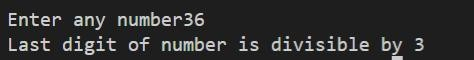 Enter any number36
Last digit of number is divisible by 3